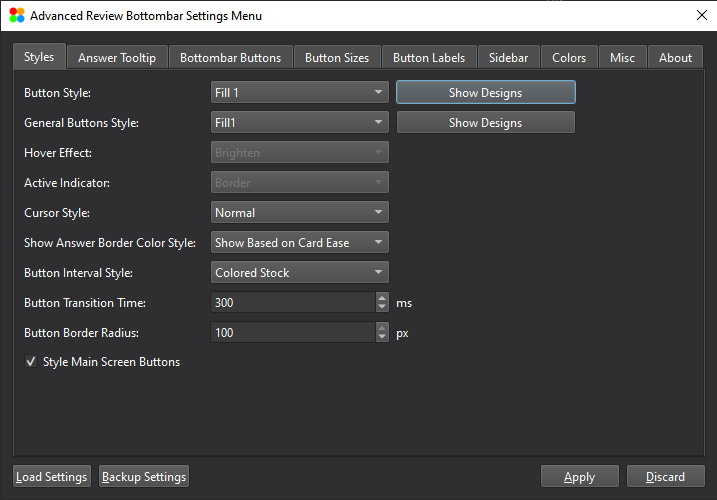 Advanced Review Bottombar Settings Menu
Styles Answer Tooltip Bottombar Buttons Button Sizes Button Labels Sidebar Colors Misc About
Button Style: Fill 1 Show Designs
General Buttons Style: Fill1 Show Designs
Hover Effect: Brighten
Active Indicator: Border
Cursor Style: Normal
Show Answer Border Color Style: Show Based on Card Ease
Button Interval Style: Colored Stock
Button Transition Time: 300 ms
Button Border Radius: 100 px
Style Main Screen Buttons
Load Settings Backup Settings Apply Discard